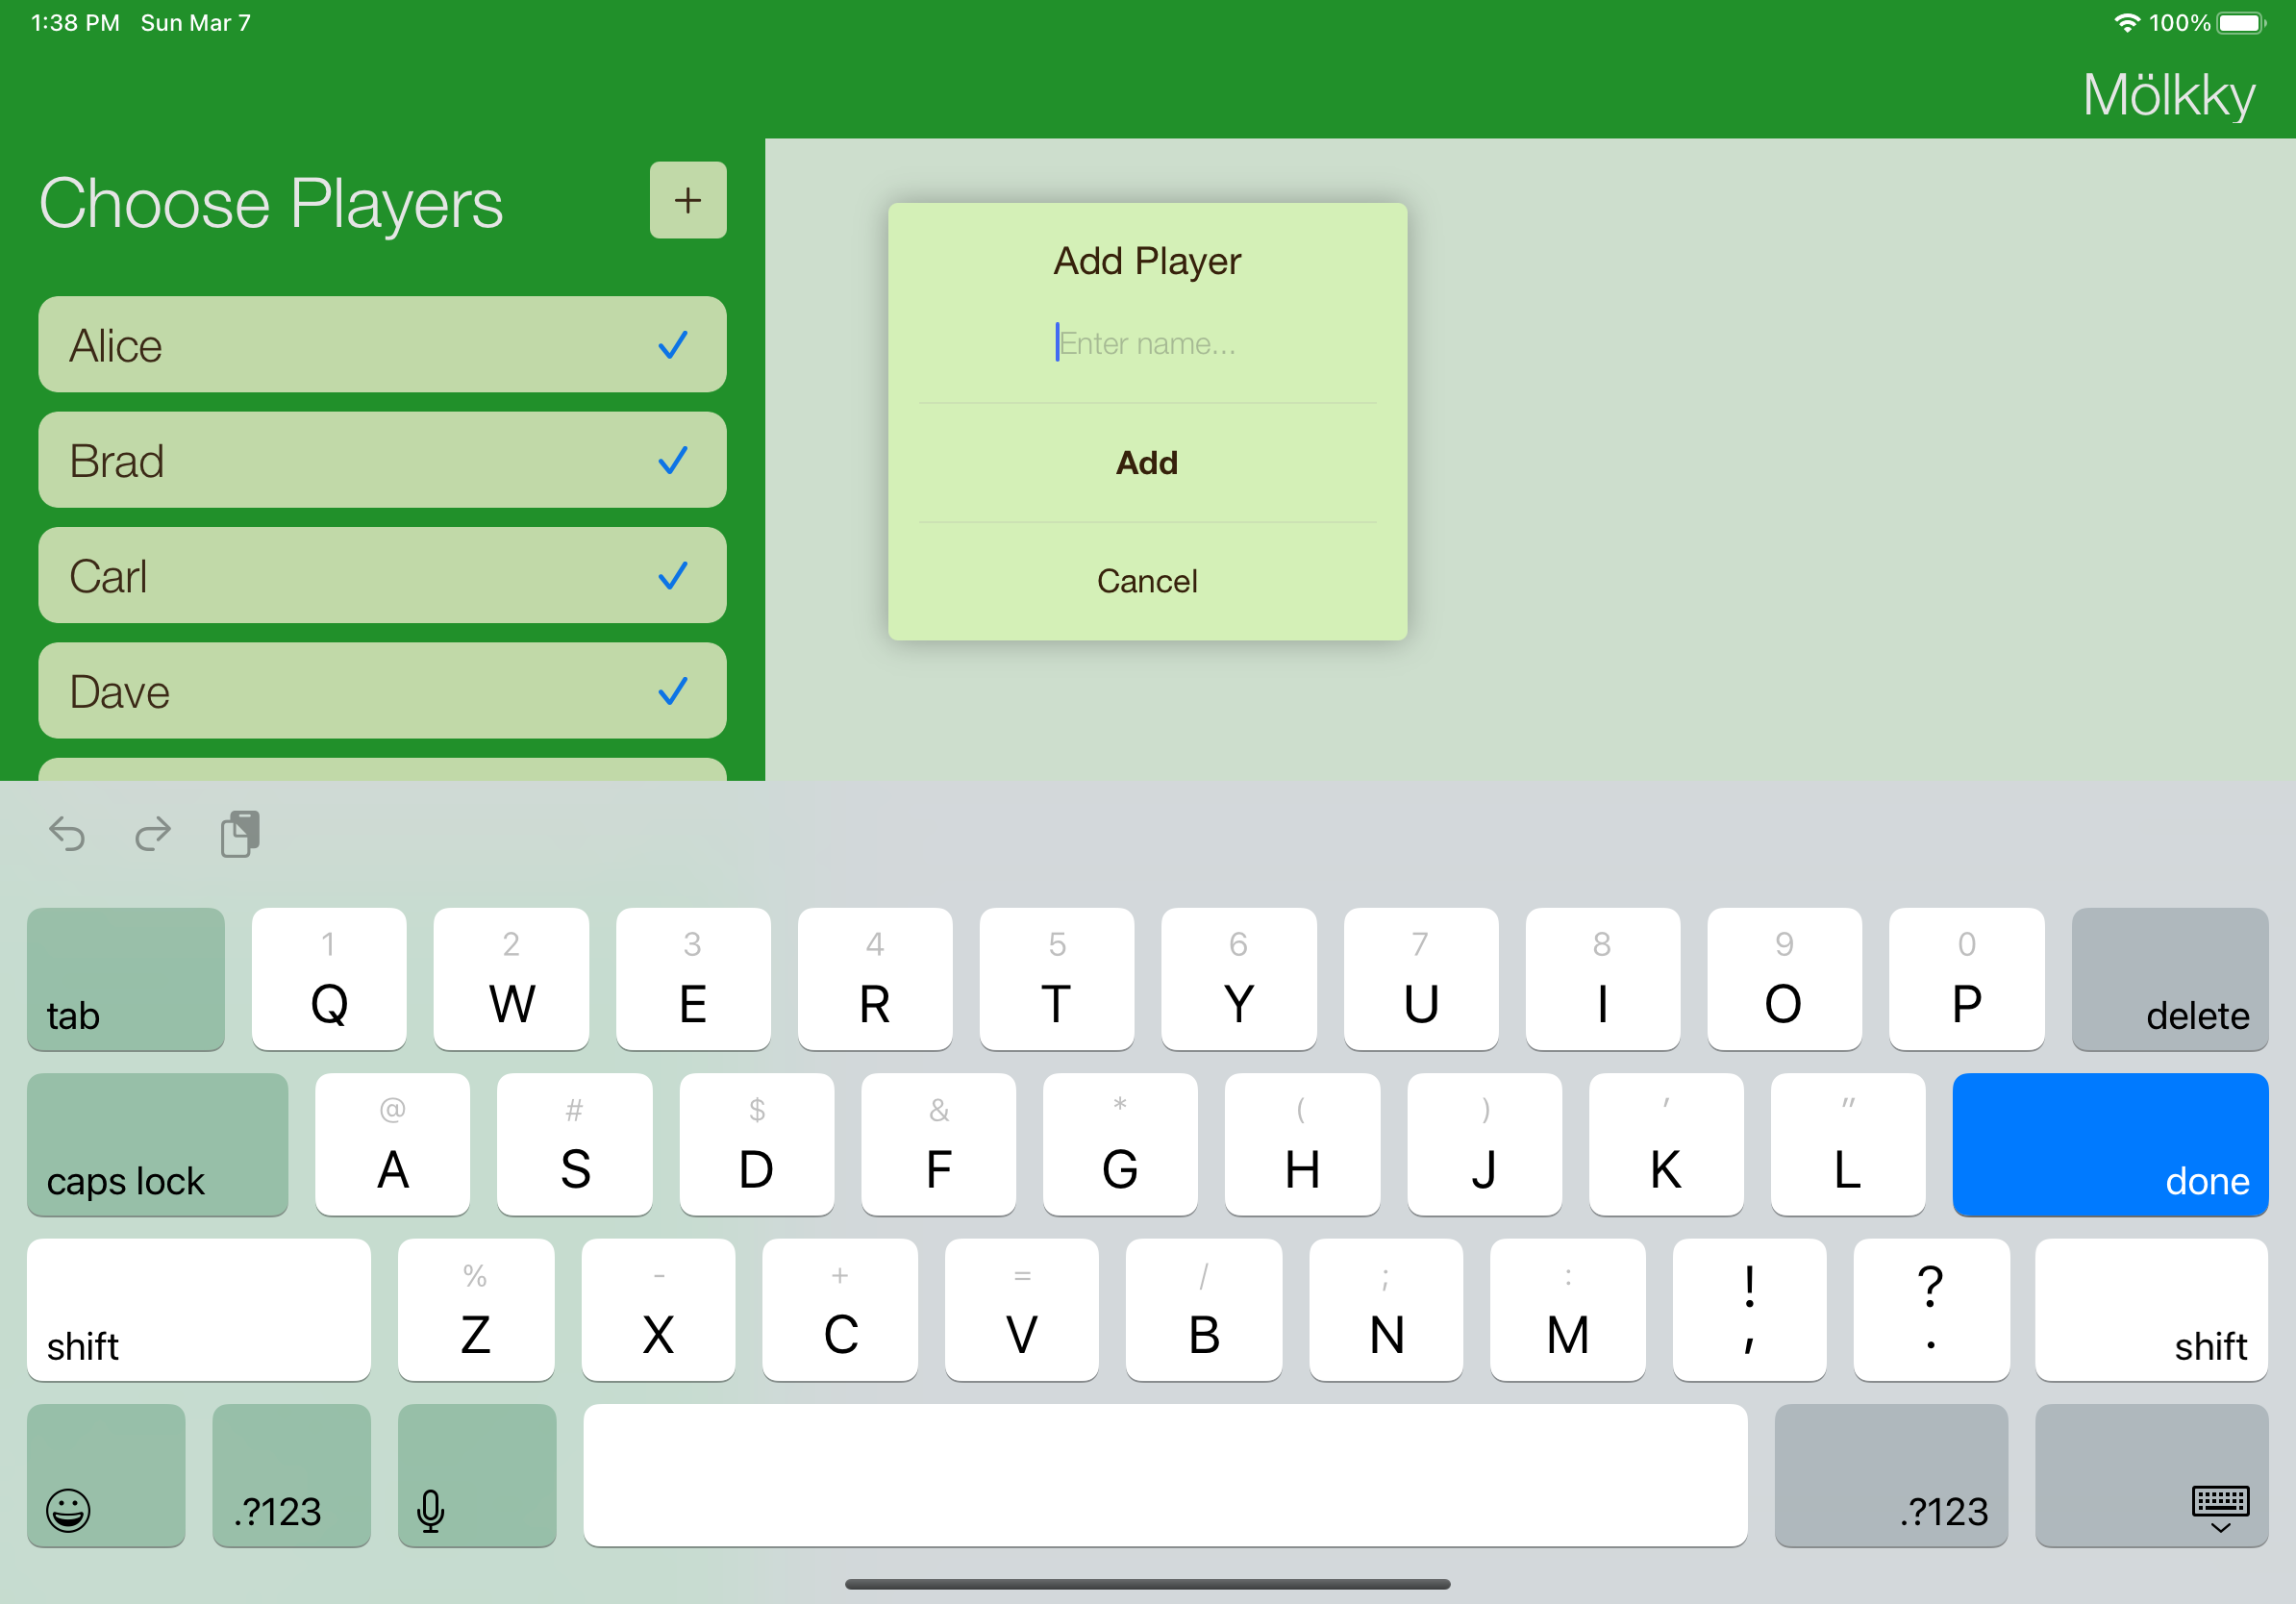 1:38 PM Sun Mar 7
100%
Mölkky
Choose Players
+
Alice
Brad
Carl
Dave
Add Player
Enter name...
Add
Cancel
tab
1 2 3 4 5 6 7 8 9 0
Q W E R T Y U I O P
delete
caps lock
@ # $ & * ( ) ' "
A S D F G H J K L
done
shift
% - + = / ; : ! ?
Z X C V B N M , .
shift
.?123
.?123